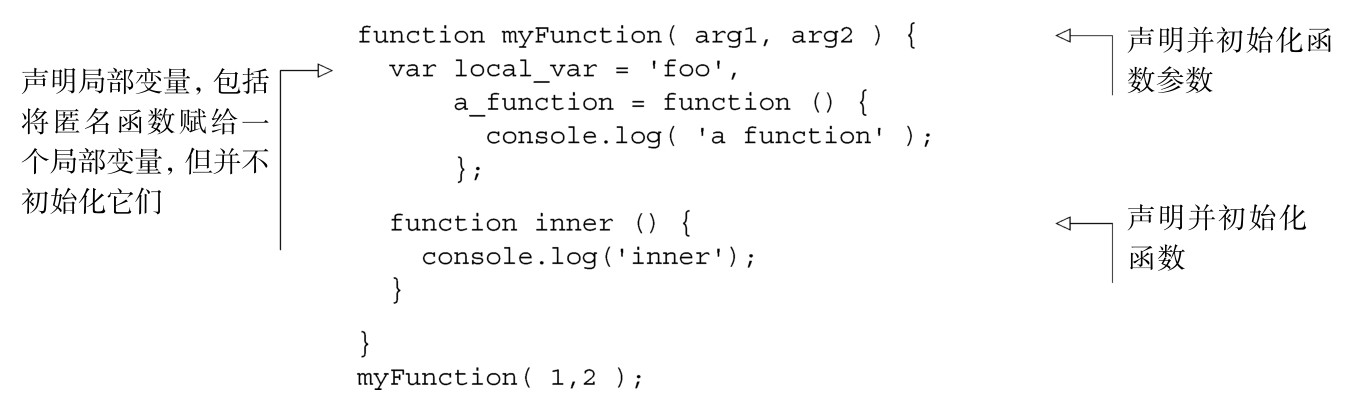 function myFunction( arg1, arg2 ) {
声明并初始化函
数参数
声明局部变量，包括
将匿名函数赋给一
个局部变量，但并不
初始化它们
var local_var = 'foo',
a_function = function () {
console.log( 'a function' );
};
function inner () {
声明并初始化
函数
console.log('inner');
}
}
myFunction( 1,2 );